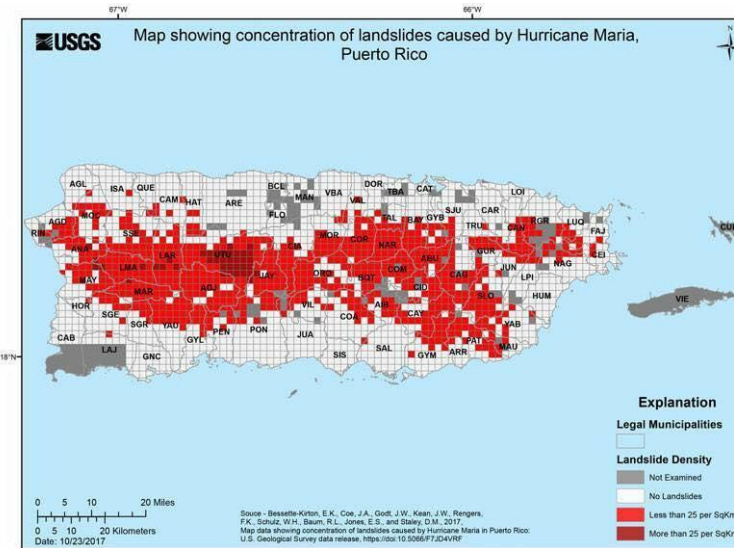 67°W
66°W
N
USGS
Map showing concentration of landslides caused by Hurricane Maria,
Puerto Rico
AGL
ISA
QUE
CAM
HAT
ARE
BCL
MAN
FLO
VBA
DOR
TBA
CAT
LOI
VAL
TAL
BAY
GYB
SJU
CAR
TRU
CAN
RGR
LUQ
FAJ
CEI
AGD
MOC
RIN
SSE
ANA
LMA
LAR
UTU
CIA
MOR
COR
NAR
MAY
JAY
ORO
BQT
COM
ABU
CAG
GUR
JUN
NAG
LPI
MAR
ADJ
VIL
AIB
CID
SLO
HUM
HOR
SGE
SGR
YAU
PEN
PON
COA
CAY
YAB
CAB
LAJ
GNC
GYL
JUA
SIS
SAL
GYM
ARR
PAT
MAU
VIE
18°N
Explanation
Legal Municipalities
Landslide Density
Not Examined
No Landslides
Less than 25 per SqKm
More than 25 per SqKm
0 5 10 20 Miles
0 5 10 20 Kilometers
Date: 10/23/2017
Souce - Bessette-Kirton, E.K., Coe, J.A., Godt, J.W., Kean, J.W., Rengers,
F.K., Schulz, W.H., Baum, R.L., Jones, E.S., and Staley, D.M., 2017,
Map data showing concentration of landslides caused by Hurricane Maria in Puerto Rico:
U.S. Geological Survey data release, https://doi.10.5066/F7JD4VRF